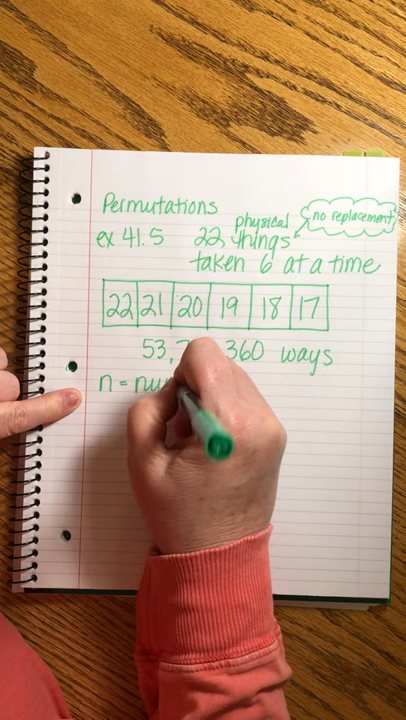 Permutations
ex 41.5 22 physical things no replacement
taken 6 at a time
22 21 20 19 18 17
53, 360 ways
n =